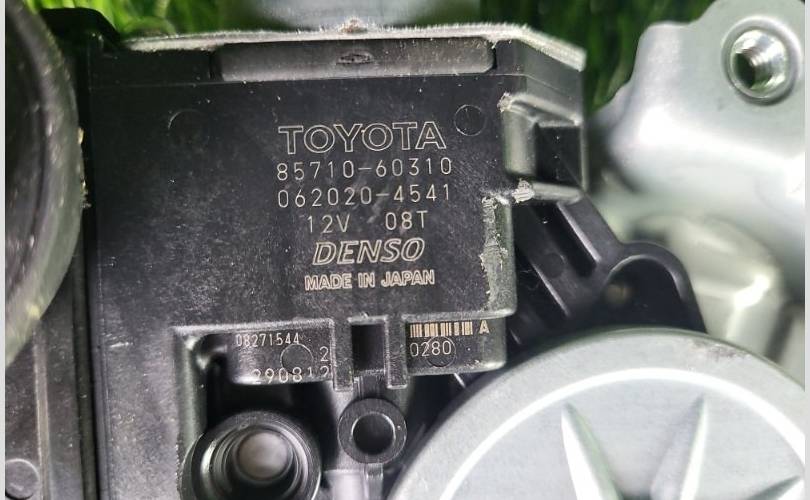 TOYOTA
85710-60310
062020-4541
12V 08T
DENSO
MADE IN JAPAN
08271544
2
290812
A
0280